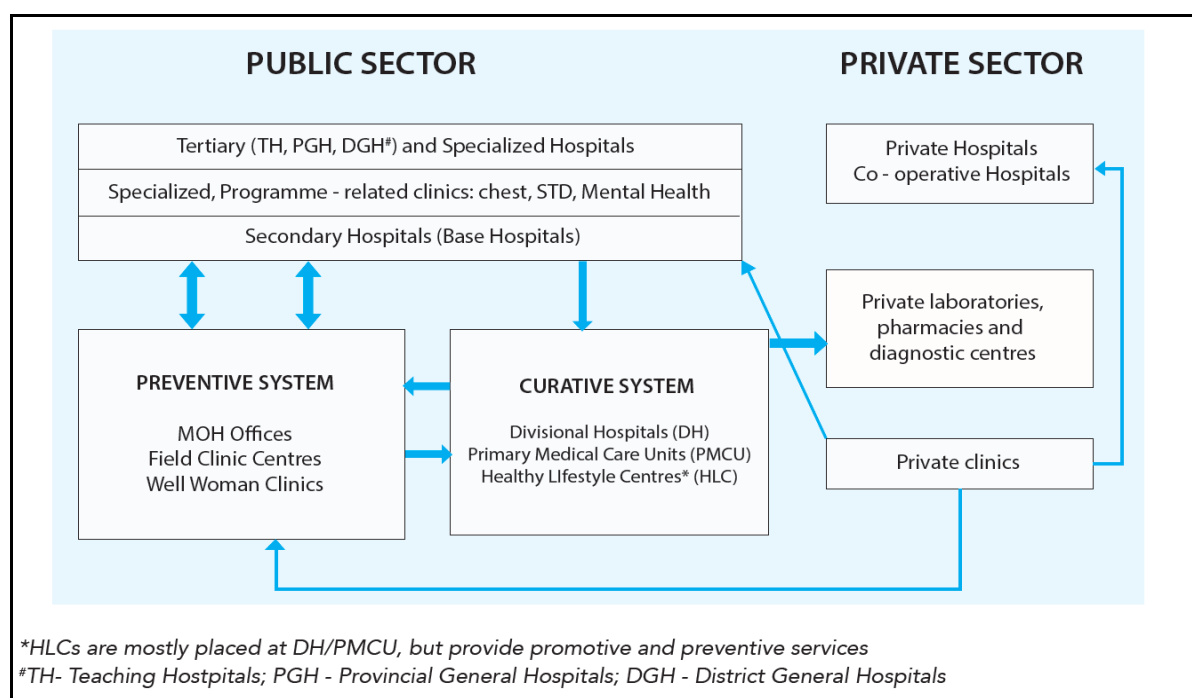 PUBLIC SECTOR
PRIVATE SECTOR
Tertiary (TH, PGH, DGH#) and Specialized Hospitals
Specialized, Programme - related clinics: chest, STD, Mental Health
Secondary Hospitals (Base Hospitals)
Private Hospitals
Co - operative Hospitals
Private laboratories,
pharmacies and
diagnostic centres
PREVENTIVE SYSTEM
MOH Offices
Field Clinic Centres
Well Woman Clinics
CURATIVE SYSTEM
Divisional Hospitals (DH)
Primary Medical Care Units (PMCU)
Healthy LIfestyle Centres* (HLC)
Private clinics
*HLCs are mostly placed at DH/PMCU, but provide promotive and preventive services
#TH- Teaching Hostpitals; PGH - Provincial General Hospitals; DGH - District General Hospitals